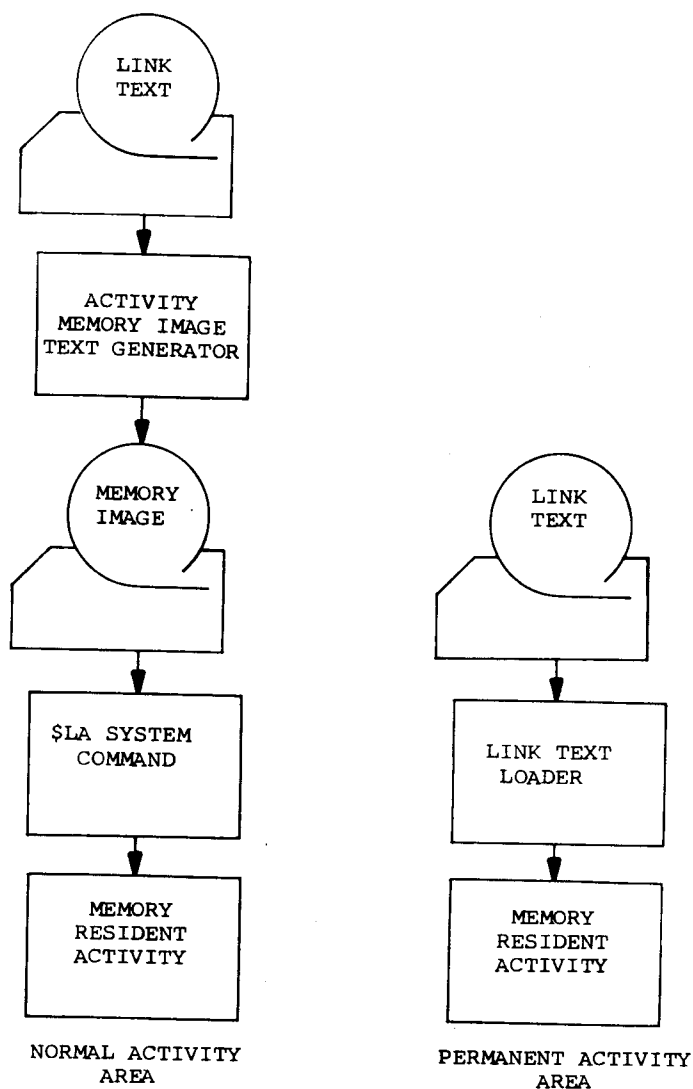 LINK
TEXT
ACTIVITY
MEMORY IMAGE
TEXT GENERATOR
MEMORY
IMAGE
$LA SYSTEM
COMMAND
MEMORY
RESIDENT
ACTIVITY
NORMAL ACTIVITY
AREA
LINK
TEXT
LINK TEXT
LOADER
MEMORY
RESIDENT
ACTIVITY
PERMANENT ACTIVITY
AREA